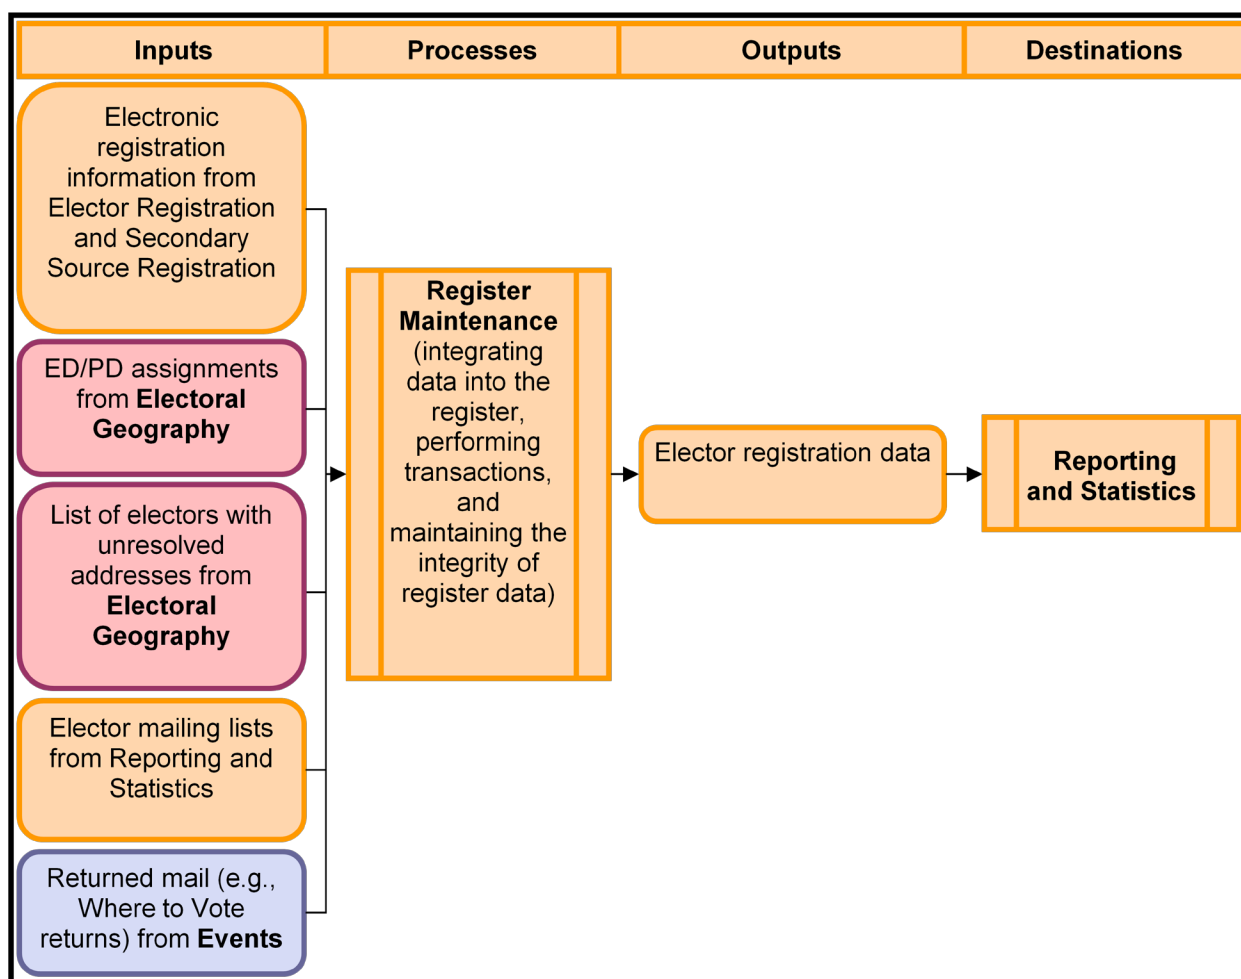 Inputs
Processes
Outputs
Destinations
Electronic
registration
information from
Elector Registration
and Secondary
Source Registration
ED/PD assignments
from Electoral
Geography
List of electors with
unresolved
addresses from
Electoral
Geography
Elector mailing lists
from Reporting and
Statistics
Returned mail (e.g.,
Where to Vote
returns) from Events
Register
Maintenance
(integrating
data into the
register,
performing
transactions,
and
maintaining the
integrity of
register data)
Elector registration data
Reporting
and Statistics